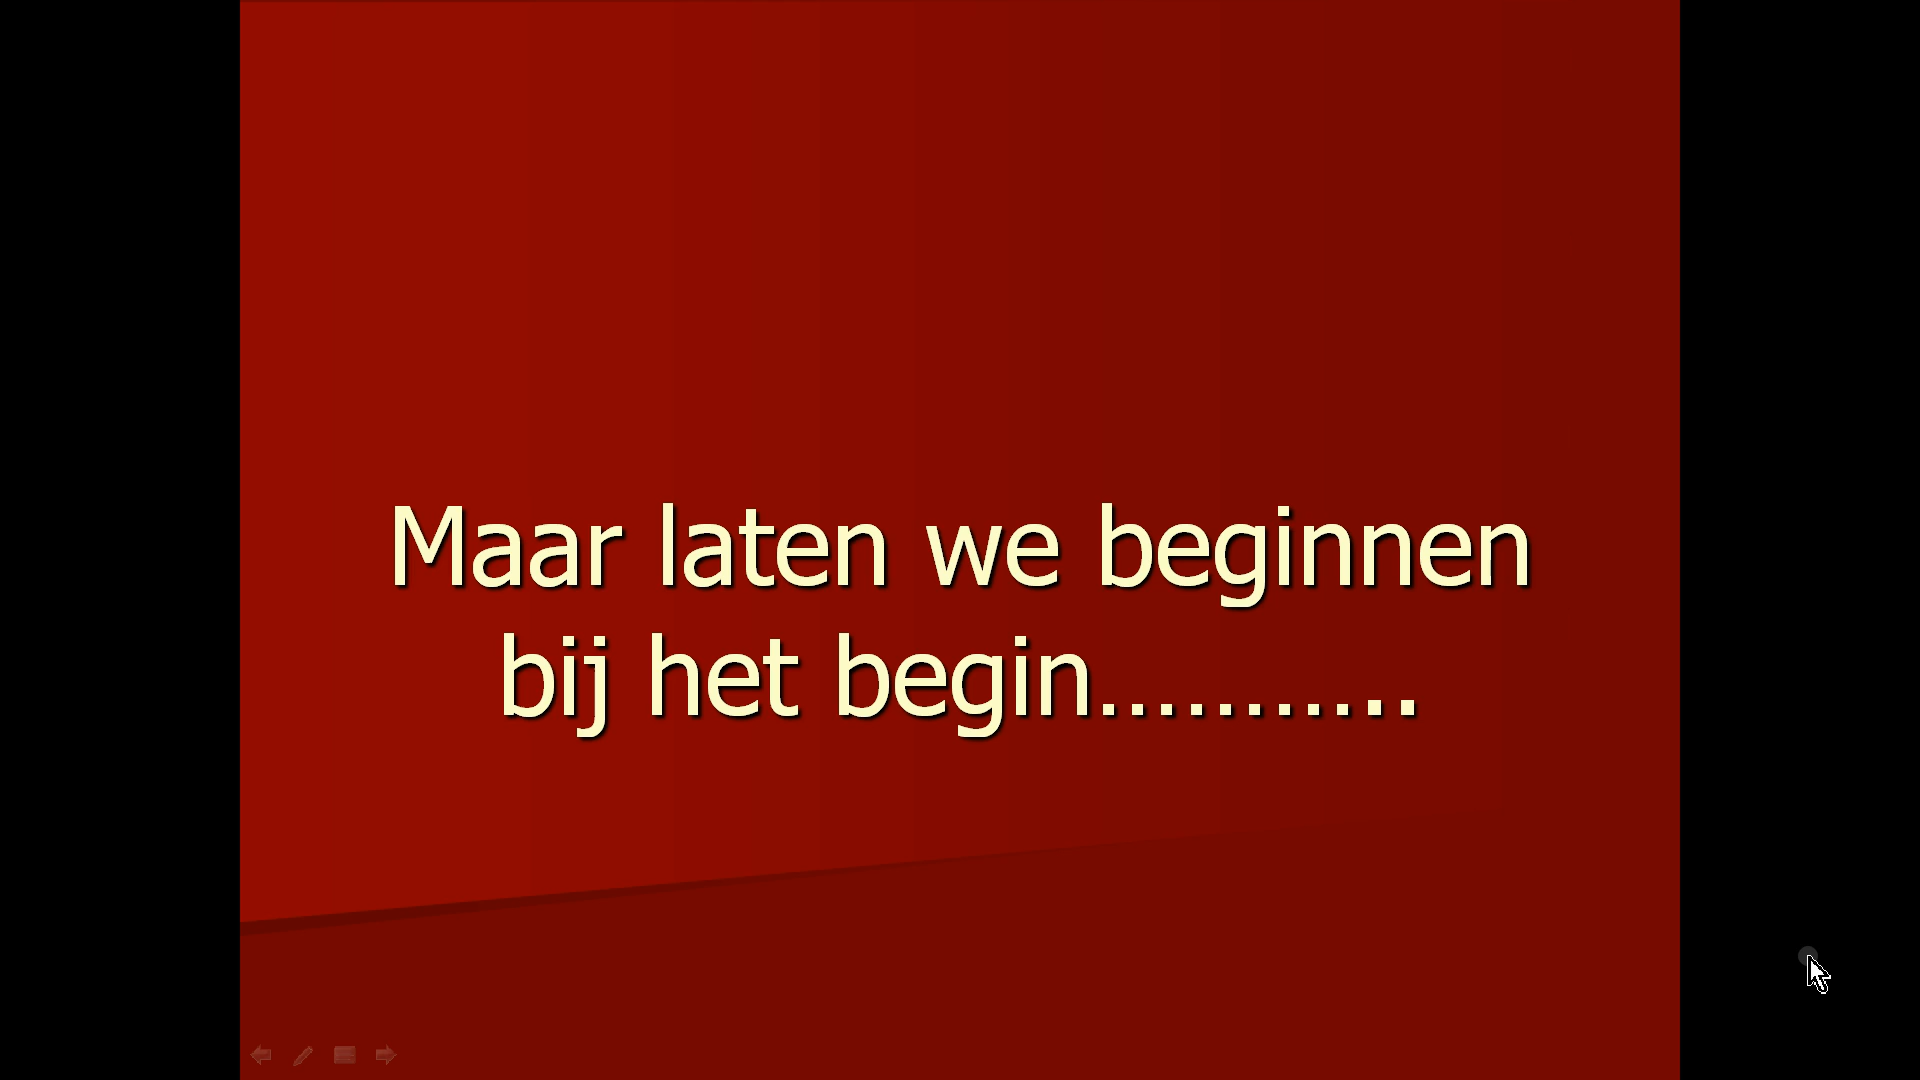 Maar laten we beginnen
bij het begin...........